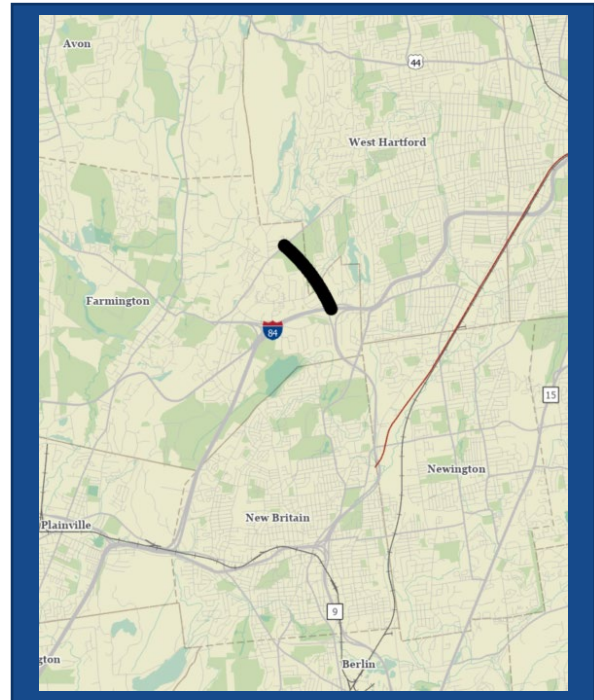 Avon
44
West Hartford
Farmington
84
15
Newington
New Britain
Plainville
9
gton
Berlin